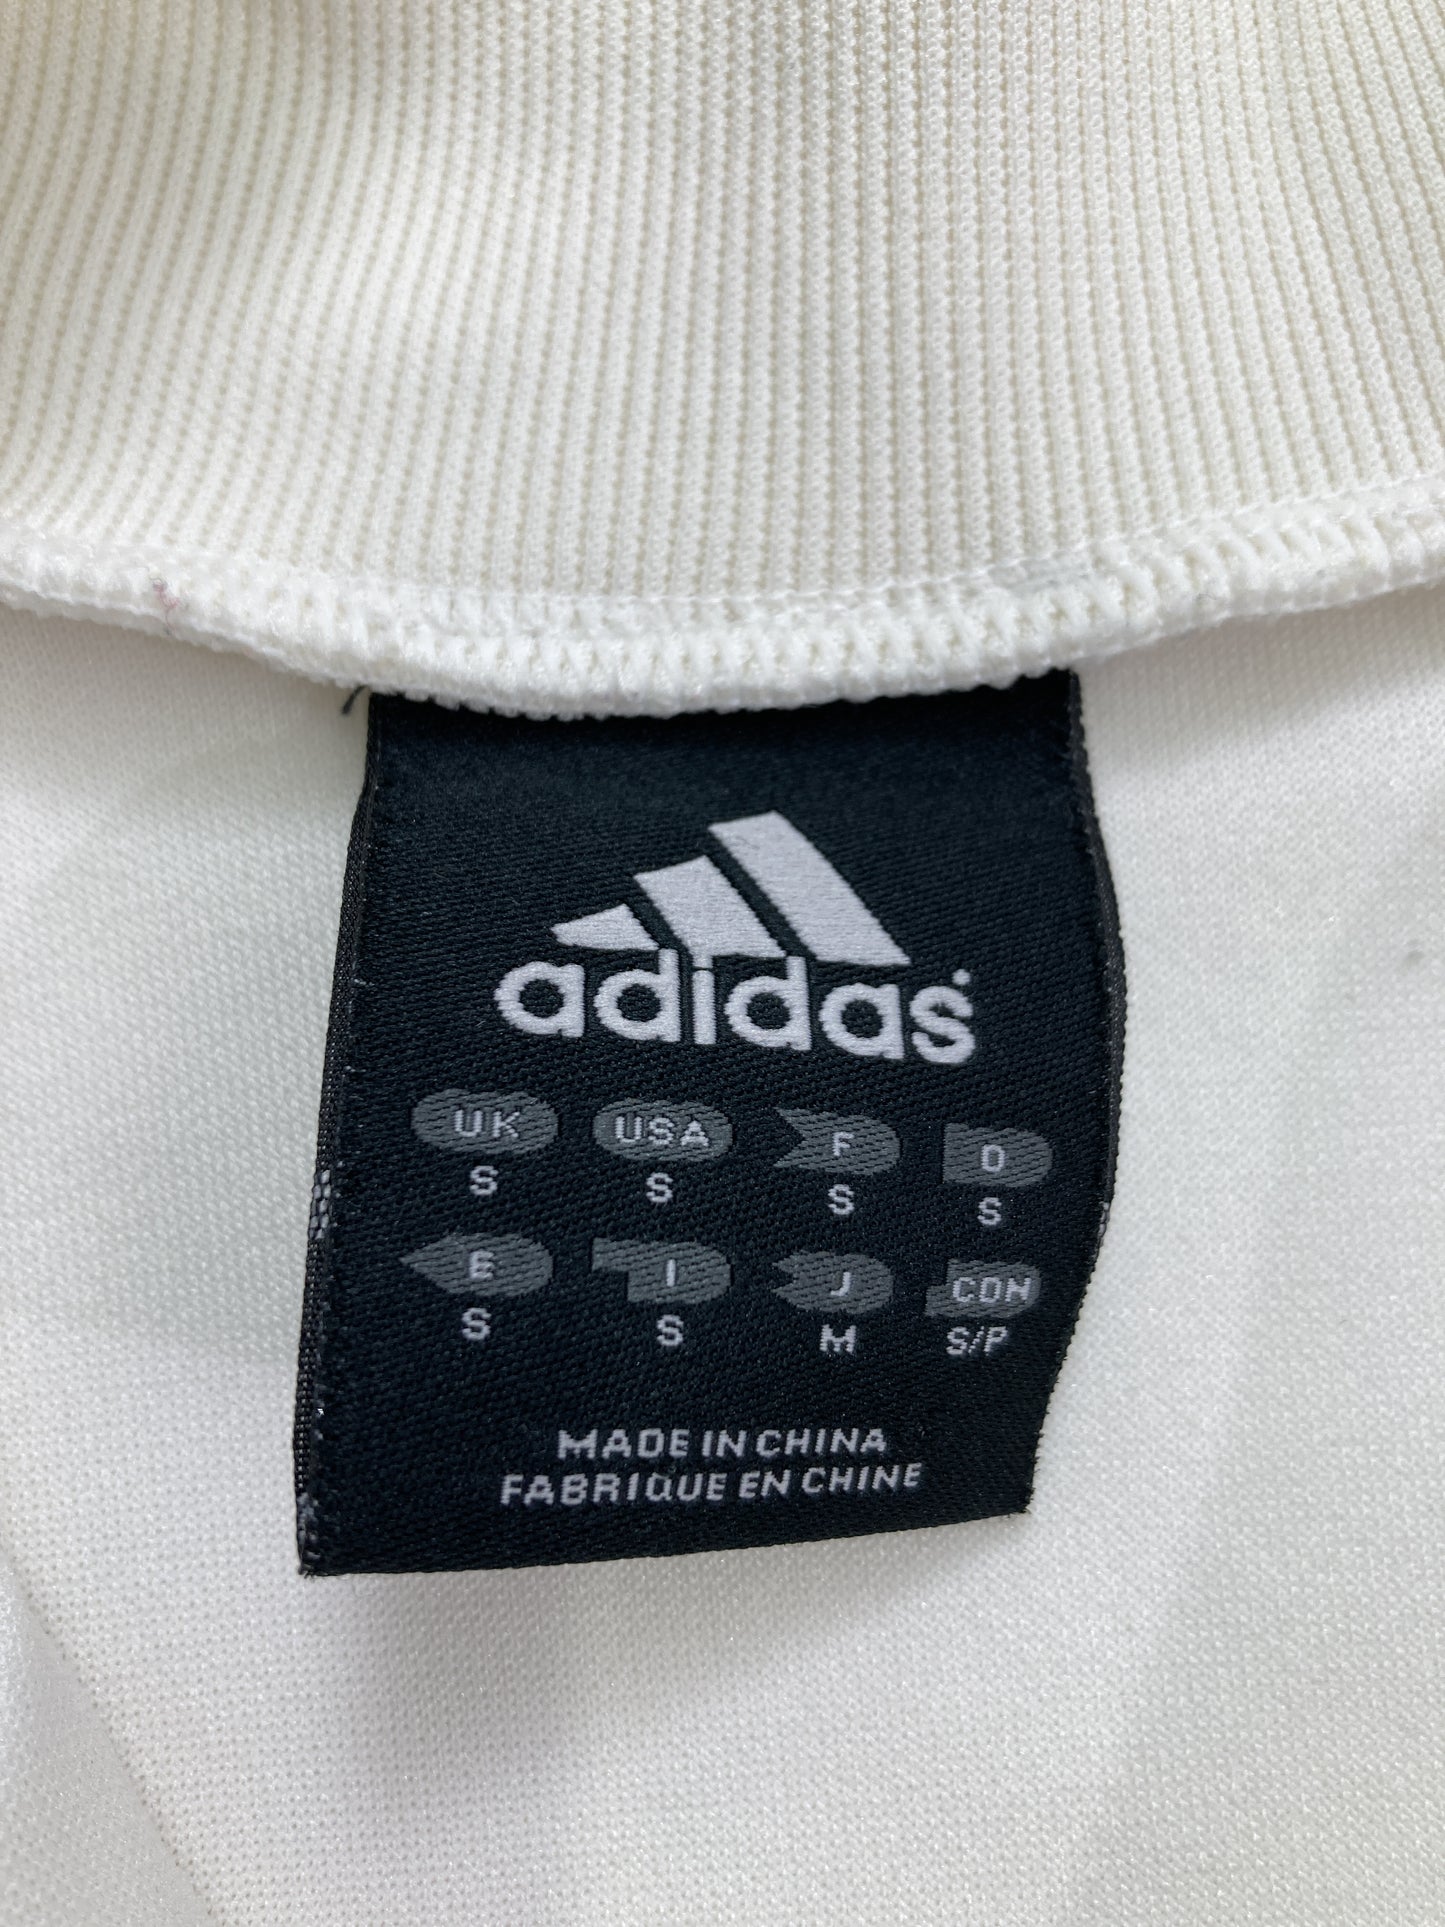 adidas
UK USA F D
S S S S
E I J CDN
S S M S/P
MADE IN CHINA
FABRIQUE EN CHINE